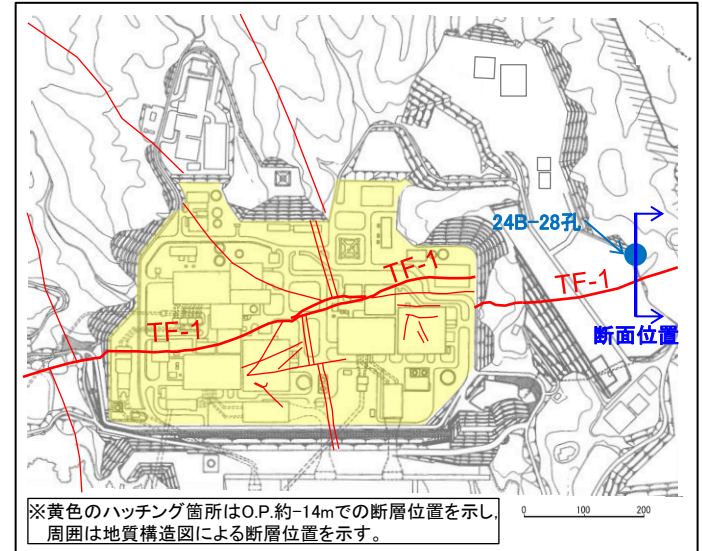 24B-28孔
TF-1
TF-1
TF-1
断面位置
※黄色のハッチング箇所はO.P.約-14mでの断層位置を示し,
周囲は地質構造図による断層位置を示す。
0 100 200